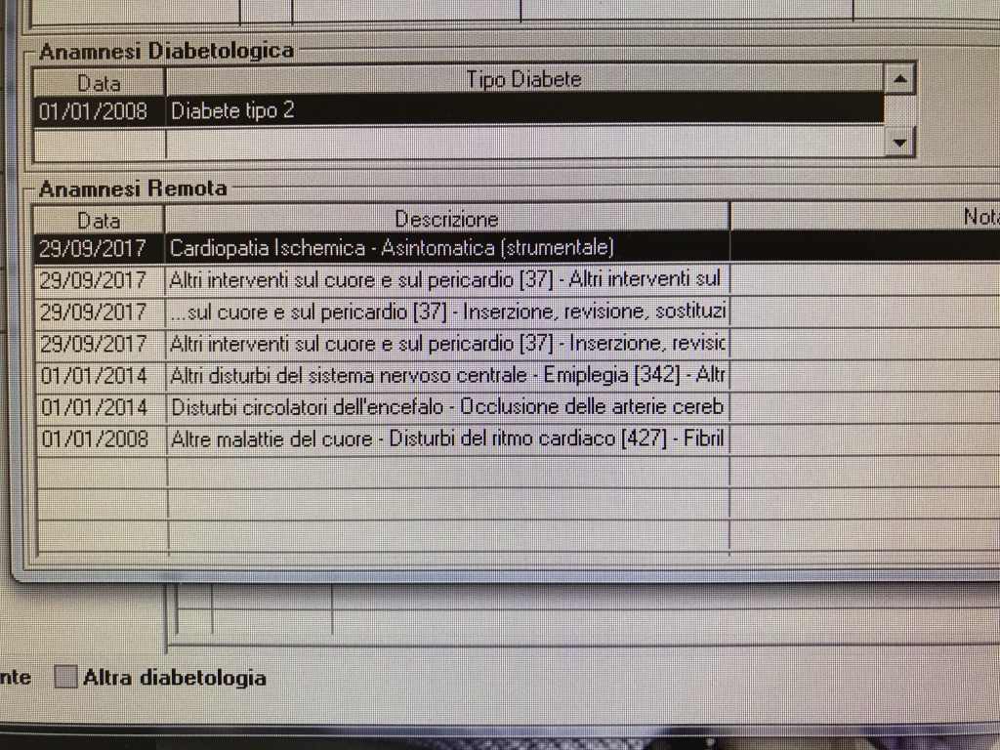 Anamnesi Diabetologica
Data Tipo Diabete
01/01/2008 Diabete tipo 2
Anamnesi Remota
Data Descrizione Nota
29/09/2017 Cardiopatia Ischemica - Asintomatica (strumentale)
29/09/2017 Altri interventi sul cuore e sul pericardio [37] - Altri interventi sul
29/09/2017 ...sul cuore e sul pericardio [37] - Inserzione, revisione, sostituzi
29/09/2017 Altri interventi sul cuore e sul pericardio [37] - Inserzione, revisic
01/01/2014 Altri disturbi del sistema nervoso centrale - Emiplegia [342] - Altr
01/01/2014 Disturbi circolatori dell'encefalo - Occlusione delle arterie cereb
01/01/2008 Altre malattie del cuore - Disturbi del ritmo cardiaco [427] - Fibril
nte Altra diabetologia